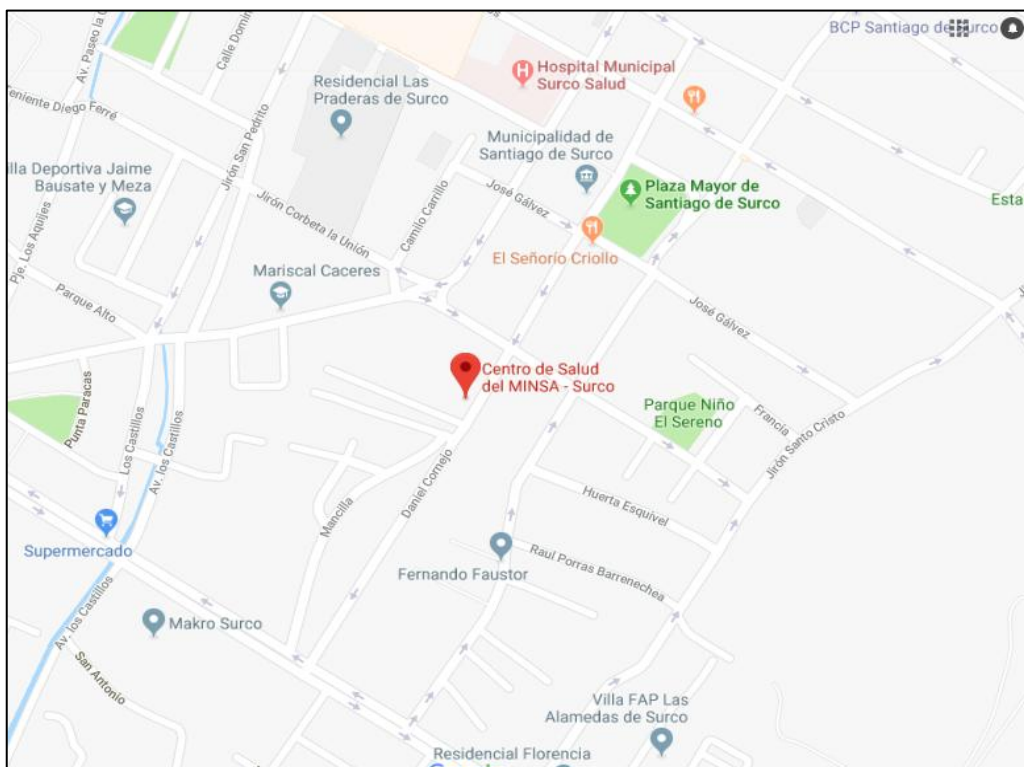 BCP Santiago de Surco
Calle Domin
Av. Paseo la C
Hospital Municipal
Surco Salud
Residencial Las
Praderas de Surco
eniente Diego Ferré
Jirón San Pedrito
Municipalidad de
Santiago de Surco
lla Deportiva Jaime
Bausate y Meza
José Gálvez
Plaza Mayor de
Santiago de Surco
Esta
Camilo Carrillo
Jirón Corbeta la Unión
Pje. Los Aquijes
El Señorío Criollo
Mariscal Caceres
Parque Alto
José Gálvez
Centro de Salud
del MINSA - Surco
Parque Niño
El Sereno
Francia
Punta Paracas
Los Castillos
Av. los Castillos
Jirón Santo Cristo
Daniel Cornejo
Mancilla
Huerta Esquivel
Supermercado
Fernando Faustor
Raul Porras Barrenechea
Av. los Castillos
Makro Surco
San Antonio
Villa FAP Las
Alamedas de Surco
Residencial Florencia